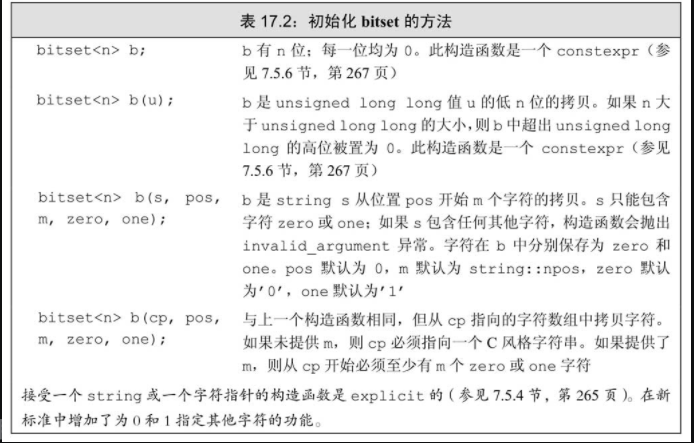 表 17.2：初始化 bitset 的方法
bitset<n> b; b 有 n 位；每一位均为 0。此构造函数是一个 constexpr（参
见 7.5.6 节，第 267 页）
bitset<n> b(u); b 是 unsigned long long 值 u 的低 n 位的拷贝。如果 n 大
于 unsigned long long 的大小，则 b 中超出 unsigned long
long 的高位被置为 0。此构造函数是一个 constexpr（参见
7.5.6 节，第 267 页）
bitset<n> b(s, pos, b 是 string s 从位置 pos 开始 m 个字符的拷贝。s 只能包含
m, zero, one); 字符 zero 或 one；如果 s 包含任何其他字符，构造函数会抛出
invalid_argument 异常。字符在 b 中分别保存为 zero 和
one。pos 默认为 0，m 默认为 string::npos，zero 默认
为'0'，one 默认为'1'
bitset<n> b(cp, pos, 与上一个构造函数相同，但从 cp 指向的字符数组中拷贝字符。
m, zero, one); 如果未提供 m，则 cp 必须指向一个 C 风格字符串。如果提供了
m，则从 cp 开始必须至少有 m 个 zero 或 one 字符
接受一个 string 或一个字符指针的构造函数是 explicit 的（参见 7.5.4 节，第 265 页）。在新
标准中增加了为 0 和 1 指定其他字符的功能。